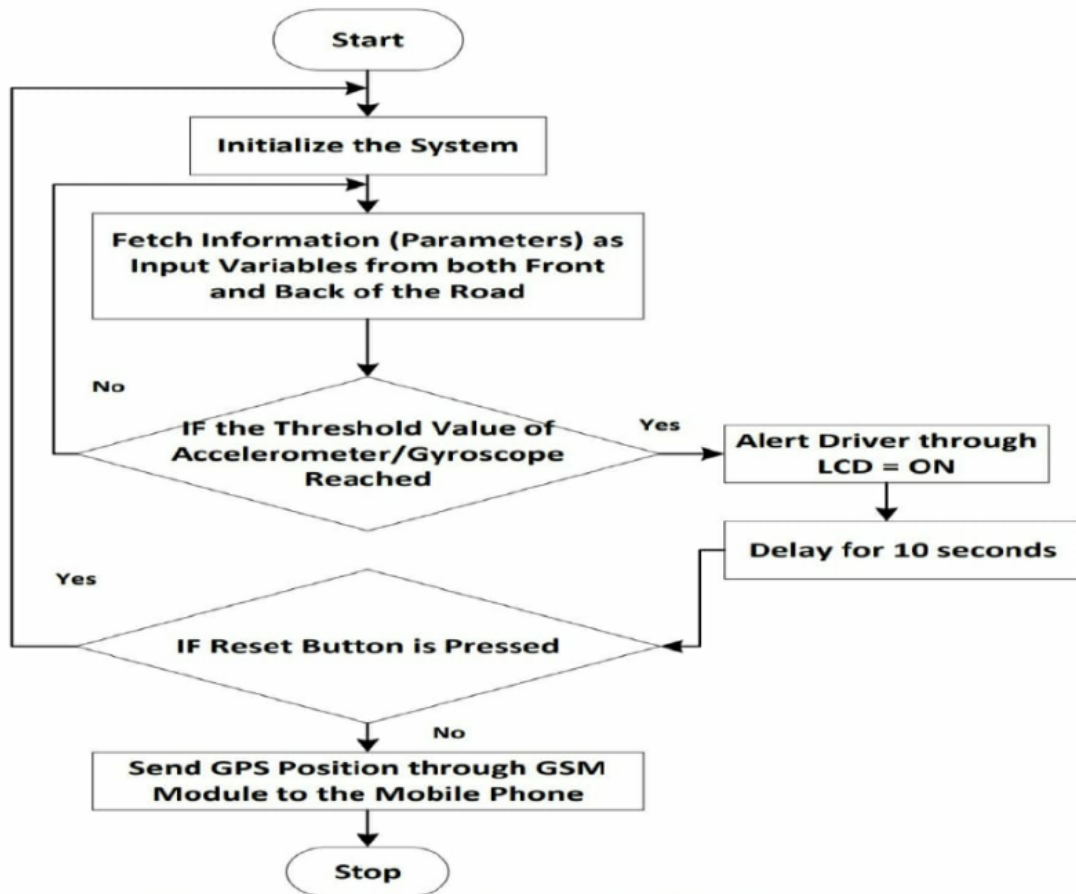 Start
Initialize the System
Fetch Information (Parameters) as
Input Variables from both Front
and Back of the Road
No
IF the Threshold Value of
Accelerometer/Gyroscope
Reached
Yes
Alert Driver through
LCD = ON
Delay for 10 seconds
Yes
IF Reset Button is Pressed
No
Send GPS Position through GSM
Module to the Mobile Phone
Stop